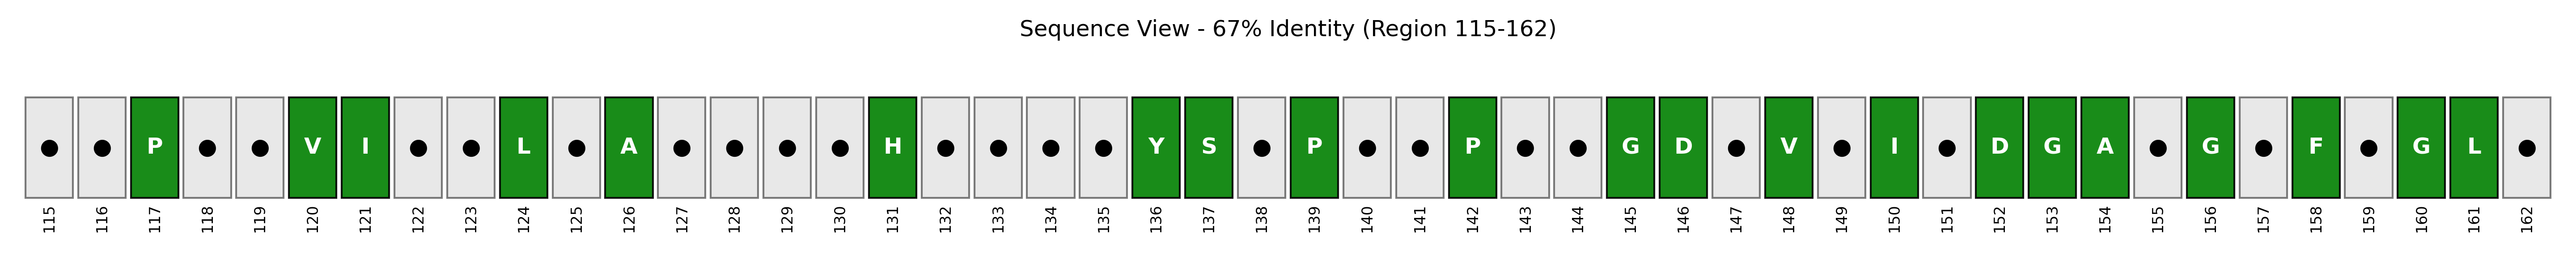 Sequence View - 67% Identity (Region 115-162)
● ● P ● ● V I ● ● L ● A ● ● ● ● H ● ● ● ● Y S ● P ● ● P ● ● G D ● V ● I ● D G A ● G ● F ● G L ●
115 116 117 118 119 120 121 122 123 124 125 126 127 128 129 130 131 132 133 134 135 136 137 138 139 140 141 142 143 144 145 146 147 148 149 150 151 152 153 154 155 156 157 158 159 160 161 162